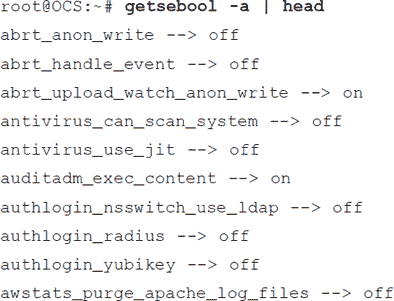 root@OCS:~# getsebool -a | head
abrt_anon_write --> off
abrt_handle_event --> off
abrt_upload_watch_anon_write --> on
antivirus_can_scan_system --> off
antivirus_use_jit --> off
auditadm_exec_content --> on
authlogin_nsswitch_use_ldap --> off
authlogin_radius --> off
authlogin_yubikey --> off
awstats_purge_apache_log_files --> off